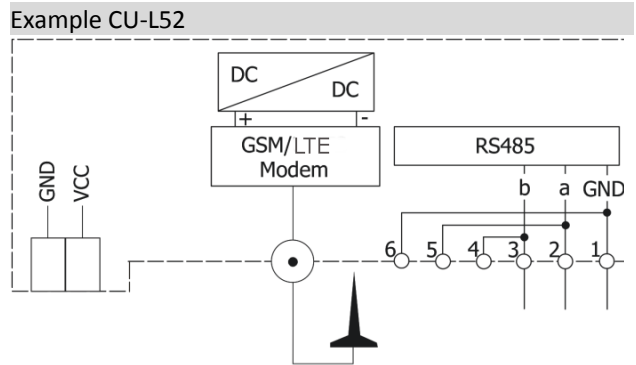 Example CU-L52
DC
DC
+ -
GSM/LTE
Modem
RS485
GND
VCC
b a GND
6 5 4 3 2 1